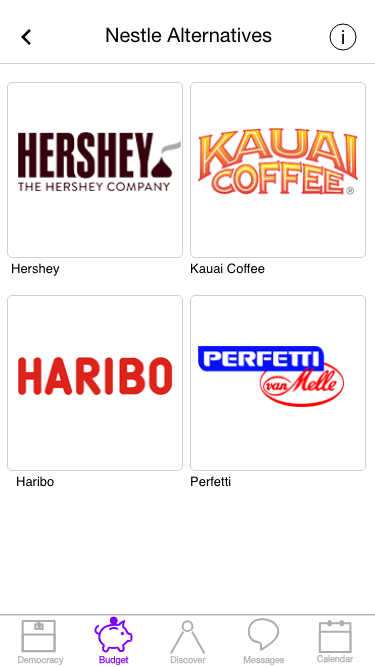 Nestle Alternatives
i
HERSHEY
THE HERSHEY COMPANY
KAUAI
COFFEE®
Hershey
Kauai Coffee
HARIBO
PERFETTI
van Melle
Haribo
Perfetti
Democracy
Budget
Discover
Messages
Calendar